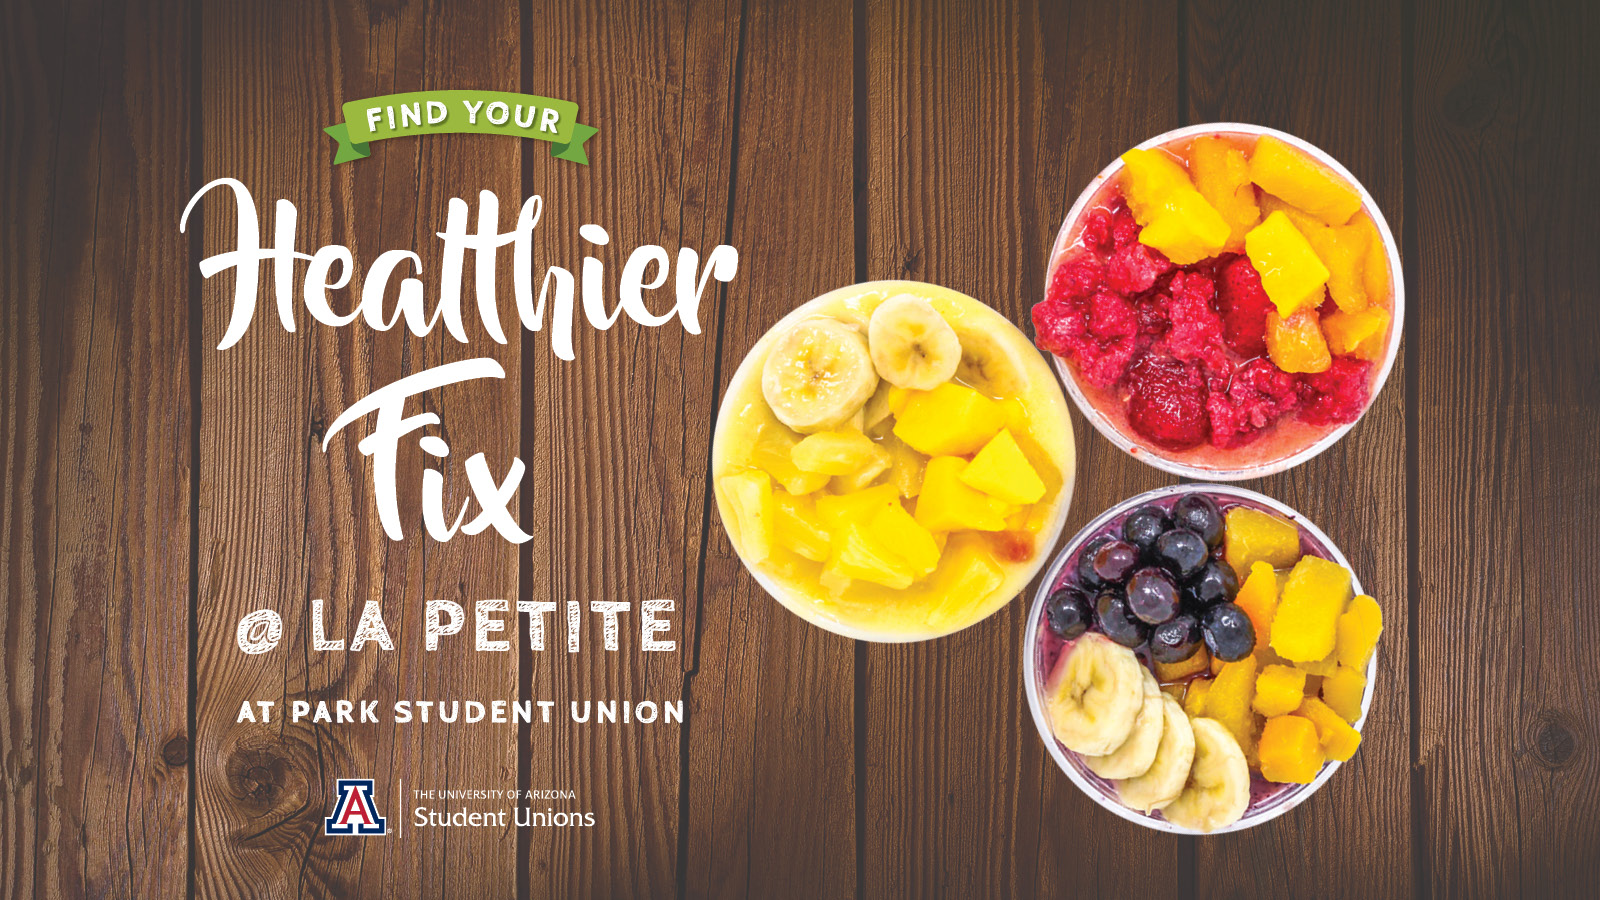 FIND YOUR
Healthier
Fix
@ LA PETITE
AT PARK STUDENT UNION
A
THE UNIVERSITY OF ARIZONA
Student Unions